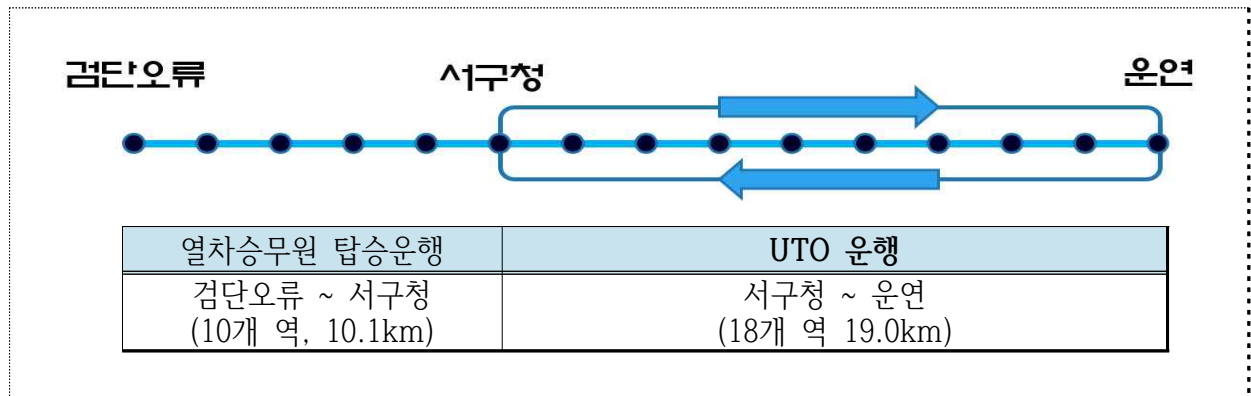 검단오류 서구청 운연
열차승무원 탑승운행 UTO 운행
검단오류 ~ 서구청 서구청 ~ 운연
(10개 역, 10.1km) (18개 역 19.0km)